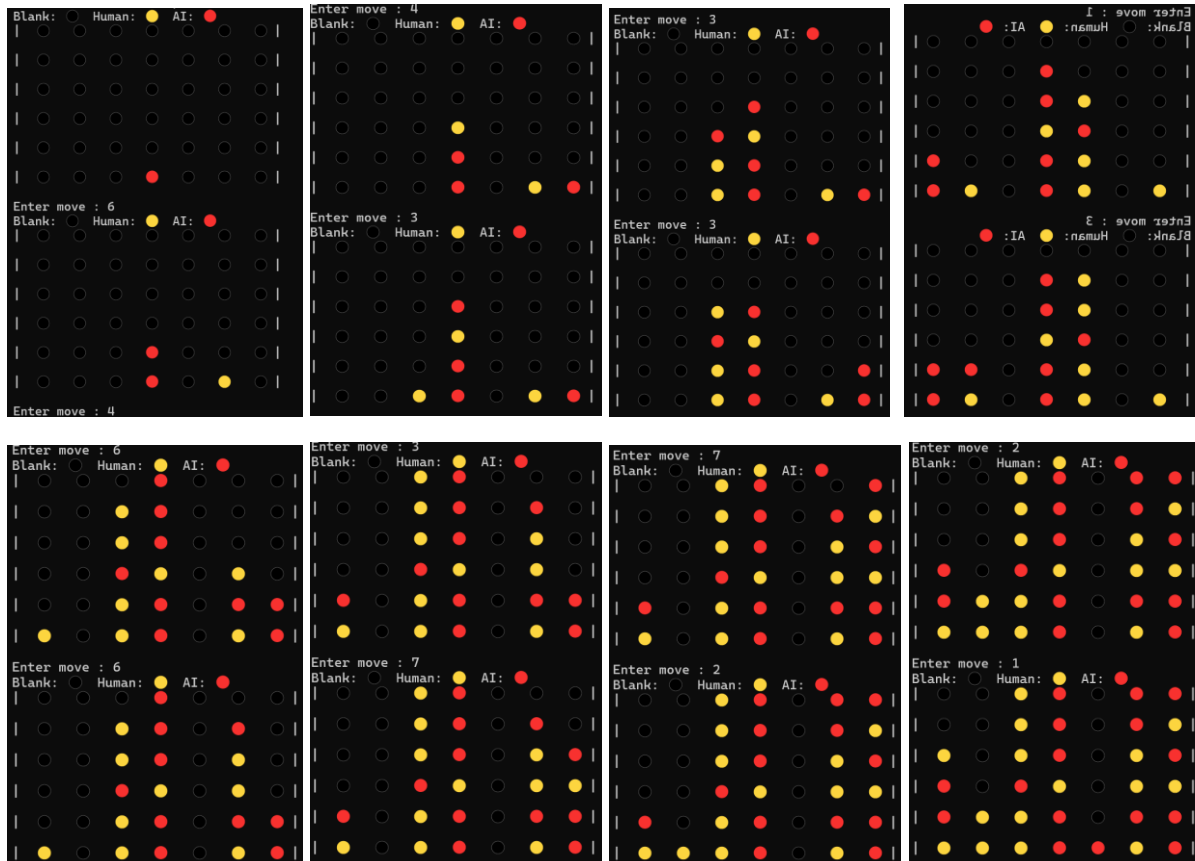 Blank: Human: AI:
Enter move : 6
Blank: Human: AI:
Enter move : 4
Enter move : 4
Blank: Human: AI:
Enter move : 3
Blank: Human: AI:
Enter move : 3
Blank: Human: AI:
Enter move : 3
Blank: Human: AI:
Enter move : 1
Blank: Human: AI:
Enter move : 3
Blank: Human: AI:
Enter move : 6
Blank: Human: AI:
Enter move : 6
Blank: Human: AI:
Enter move : 3
Blank: Human: AI:
Enter move : 7
Blank: Human: AI:
Enter move : 7
Blank: Human: AI:
Enter move : 2
Blank: Human: AI:
Enter move : 2
Blank: Human: AI:
Enter move : 1
Blank: Human: AI: